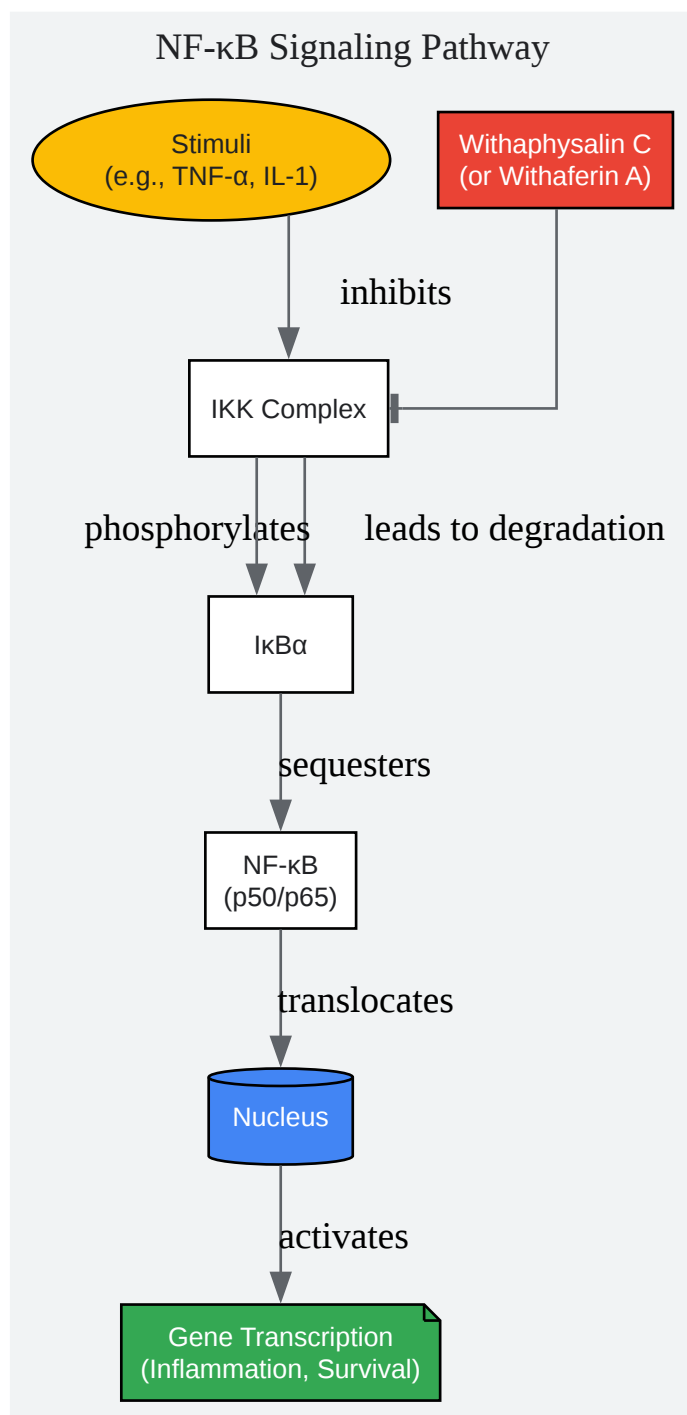 NF-κB Signaling Pathway
Stimuli
(e.g., TNF-α, IL-1)
Withaphysalin C
(or Withaferin A)
inhibits
IKK Complex
phosphorylates
leads to degradation
IκBα
sequesters
NF-κB
(p50/p65)
translocates
Nucleus
activates
Gene Transcription
(Inflammation, Survival)